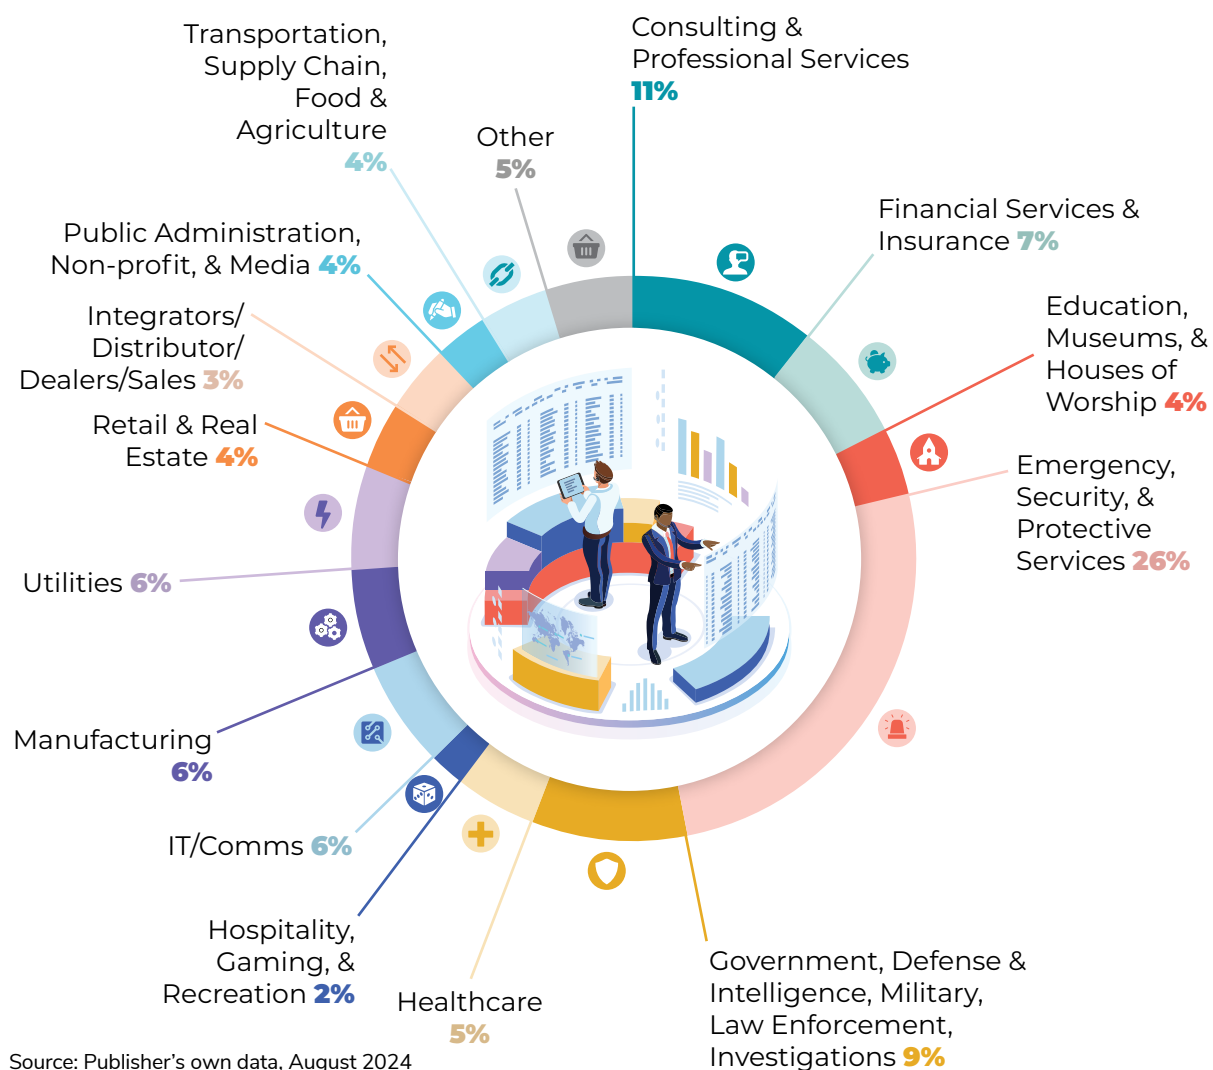 Consulting &
Professional Services
11%
Financial Services &
Insurance 7%
Education,
Museums, &
Houses of
Worship 4%
Emergency,
Security, &
Protective
Services 26%
Government, Defense &
Intelligence, Military,
Law Enforcement,
Investigations 9%
Healthcare
5%
Hospitality,
Gaming, &
Recreation 2%
IT/Comms 6%
Manufacturing
6%
Utilities 6%
Retail & Real
Estate 4%
Integrators/
Distributor/
Dealers/Sales 3%
Public Administration,
Non-profit, & Media 4%
Transportation,
Supply Chain,
Food &
Agriculture
4%
Other
5%
Source: Publisher's own data, August 2024